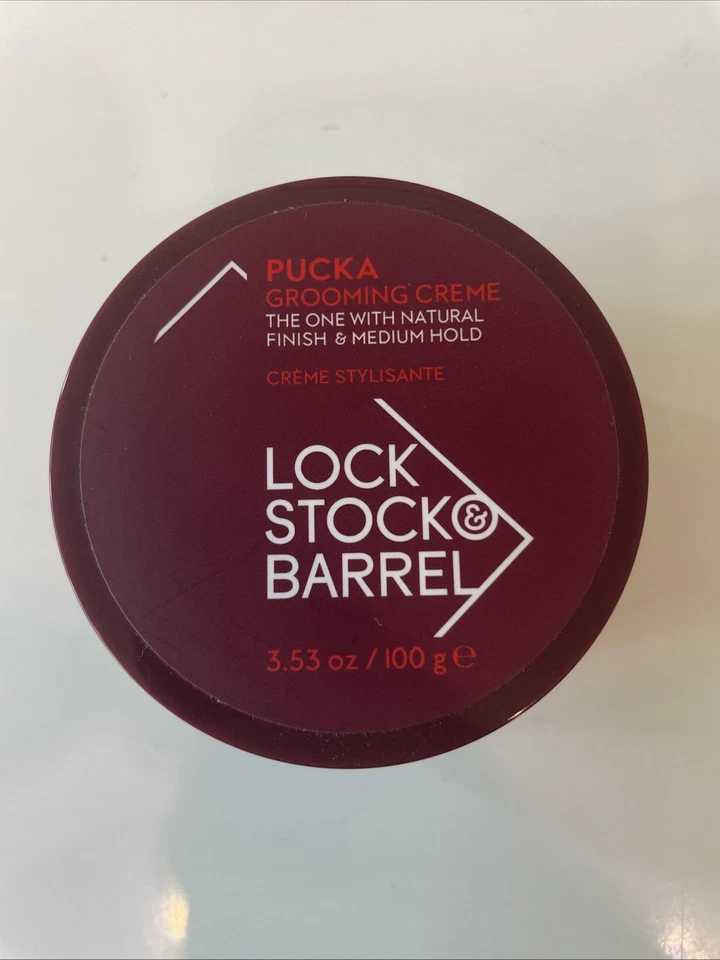 PUCKA
GROOMING CREME
THE ONE WITH NATURAL
FINISH & MEDIUM HOLD
CRÈME STYLISANTE
LOCK
STOCK &
BARREL
3.53 oz / 100 g ℮